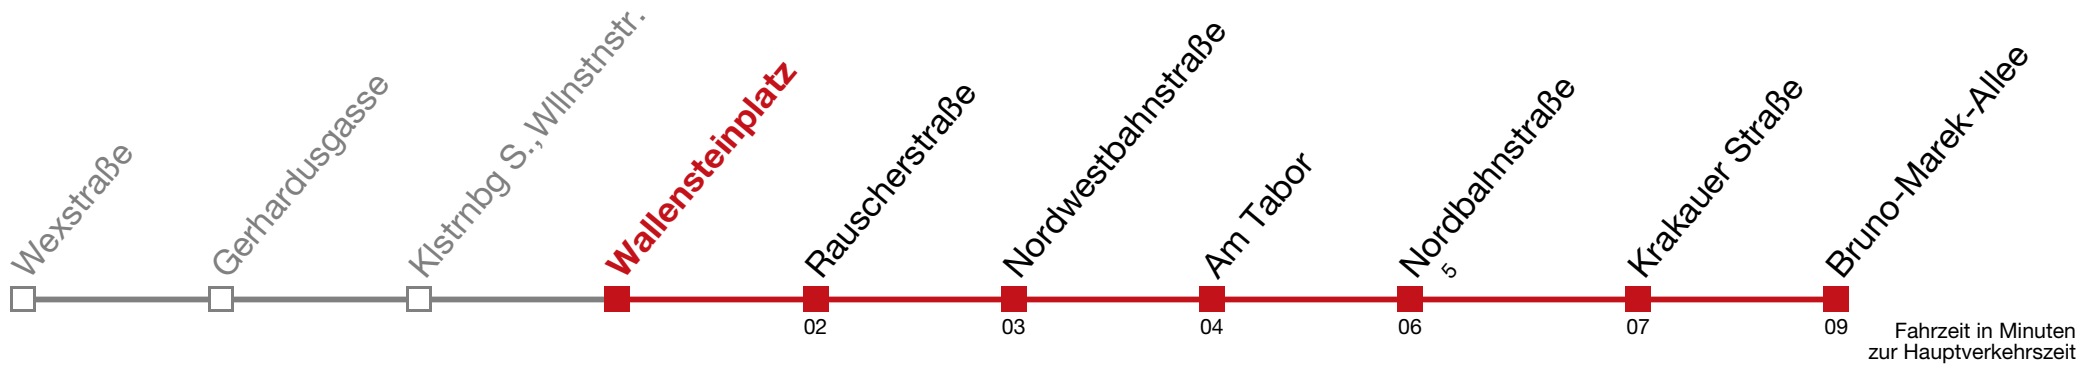 Wexstraße
Gerhardusgasse
Klstrnbg S., Wllnstnstr.
Wallensteinplatz
Rauscherstraße
Nordwestbahnstraße
Am Tabor
Nordbahnstraße
5
Krakauer Straße
Bruno-Marek-Allee
02
03
04
06
07
09
Fahrzeit in Minuten
zur Hauptverkehrszeit